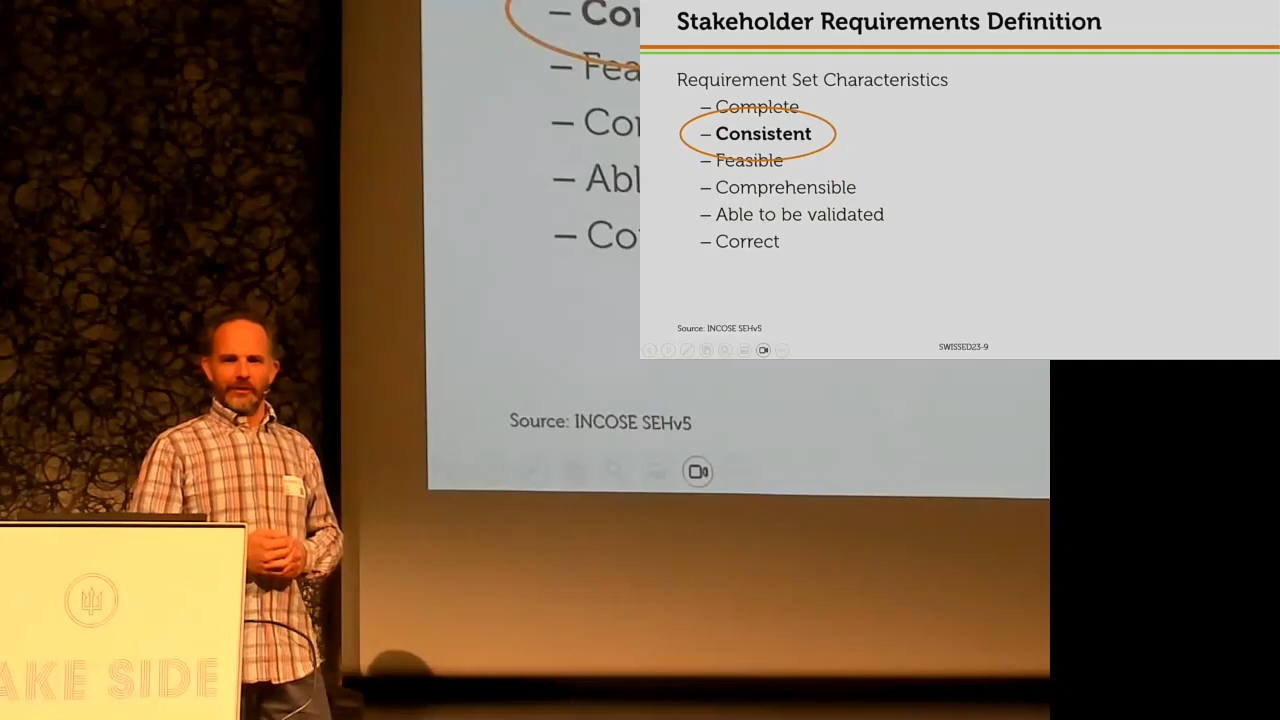 Stakeholder Requirements Definition
Requirement Set Characteristics
– Complete
– Consistent
– Feasible
– Comprehensible
– Able to be validated
– Correct
Source: INCOSE SEHv5
SWISSED23-9
– Co
– Fea
– Co
– Abl
– Co
Source: INCOSE SEHv5
AKE SIDE